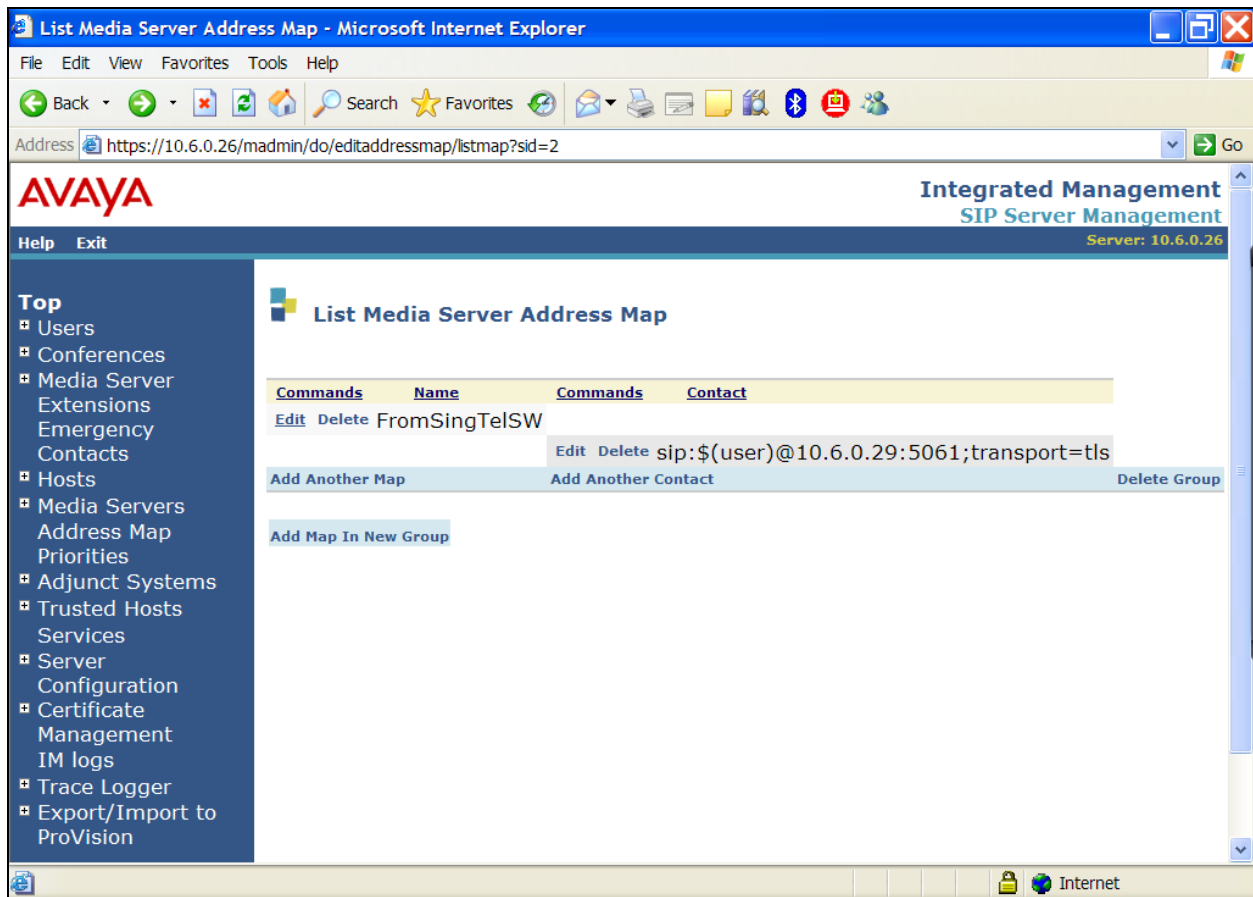 List Media Server Address Map - Microsoft Internet Explorer
File Edit View Favorites Tools Help
Back Search Favorites
Address https://10.6.0.26/madmin/do/editaddressmap/listmap?sid=2 Go
AVAYA
Integrated Management
SIP Server Management
Help Exit
Server: 10.6.0.26
Top
Users
Conferences
Media Server
Extensions
Emergency
Contacts
Hosts
Media Servers
Address Map
Priorities
Adjunct Systems
Trusted Hosts
Services
Server
Configuration
Certificate
Management
IM logs
Trace Logger
Export/Import to
ProVision
List Media Server Address Map
Commands Name Commands Contact
Edit Delete FromSingTelSW
Edit Delete sip:$(user)@10.6.0.29:5061;transport=tls
Add Another Map Add Another Contact Delete Group
Add Map In New Group
Internet